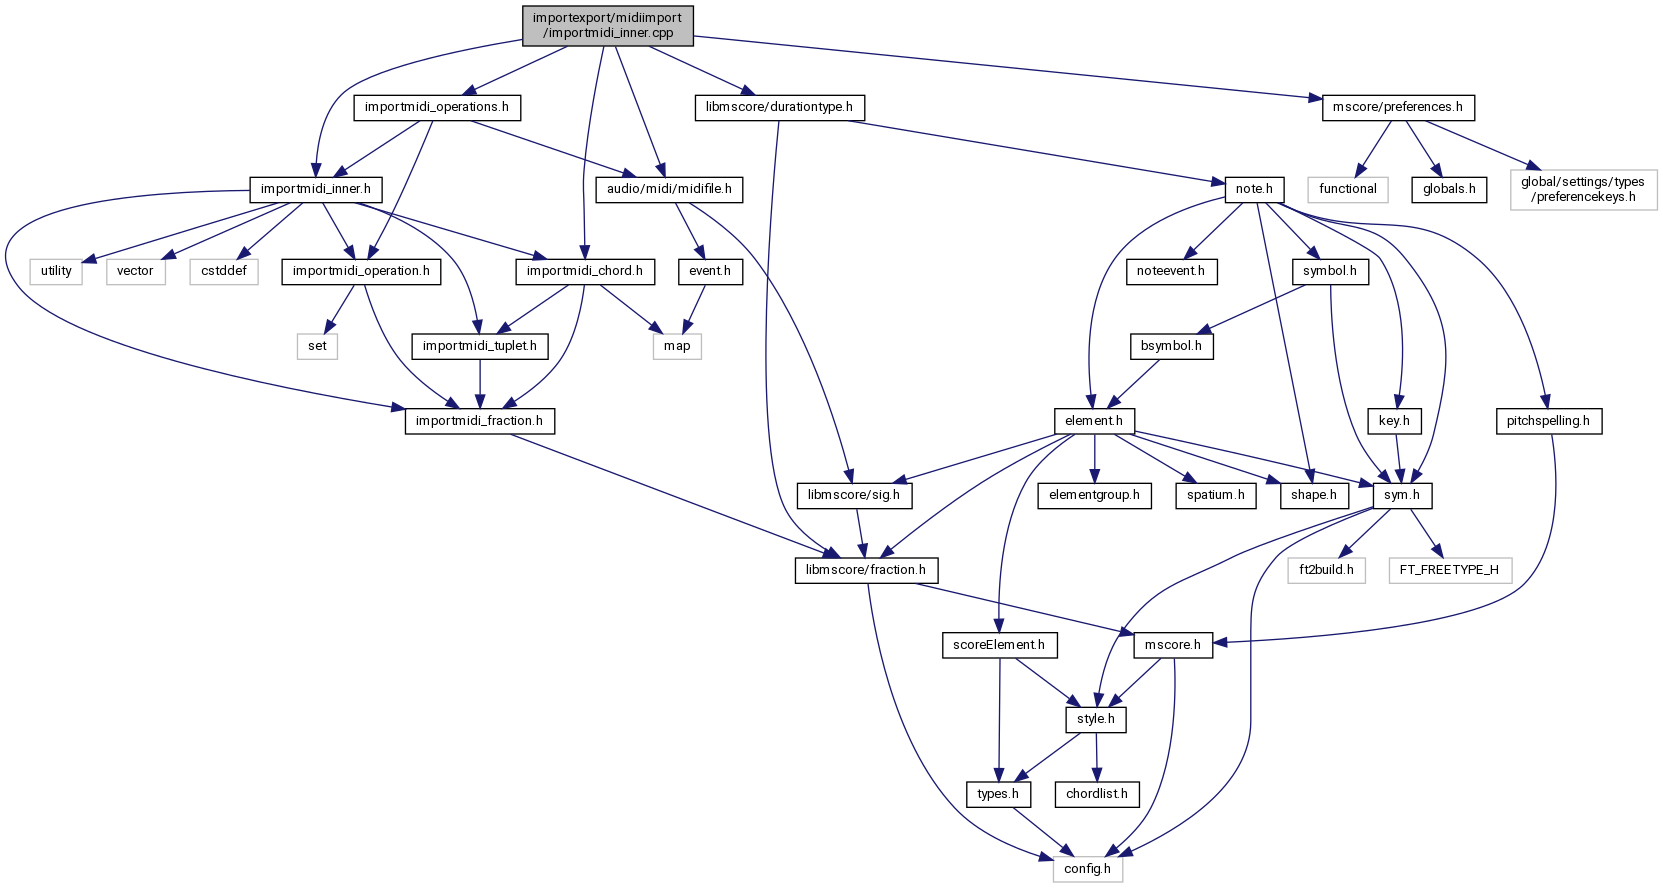 importexport/midiimport
/importmidi_inner.cpp
importmidi_operations.h
libmscore/durationtype.h
mscore/preferences.h
importmidi_inner.h
audio/midi/midifile.h
note.h
functional
globals.h
global/settings/types
/preferencekeys.h
utility
vector
cstddef
importmidi_operation.h
importmidi_chord.h
event.h
noteevent.h
symbol.h
set
importmidi_tuplet.h
map
bsymbol.h
importmidi_fraction.h
element.h
key.h
pitchspelling.h
libmscore/sig.h
elementgroup.h
spatium.h
shape.h
sym.h
libmscore/fraction.h
ft2build.h
FT_FREETYPE_H
scoreElement.h
mscore.h
style.h
types.h
chordlist.h
config.h